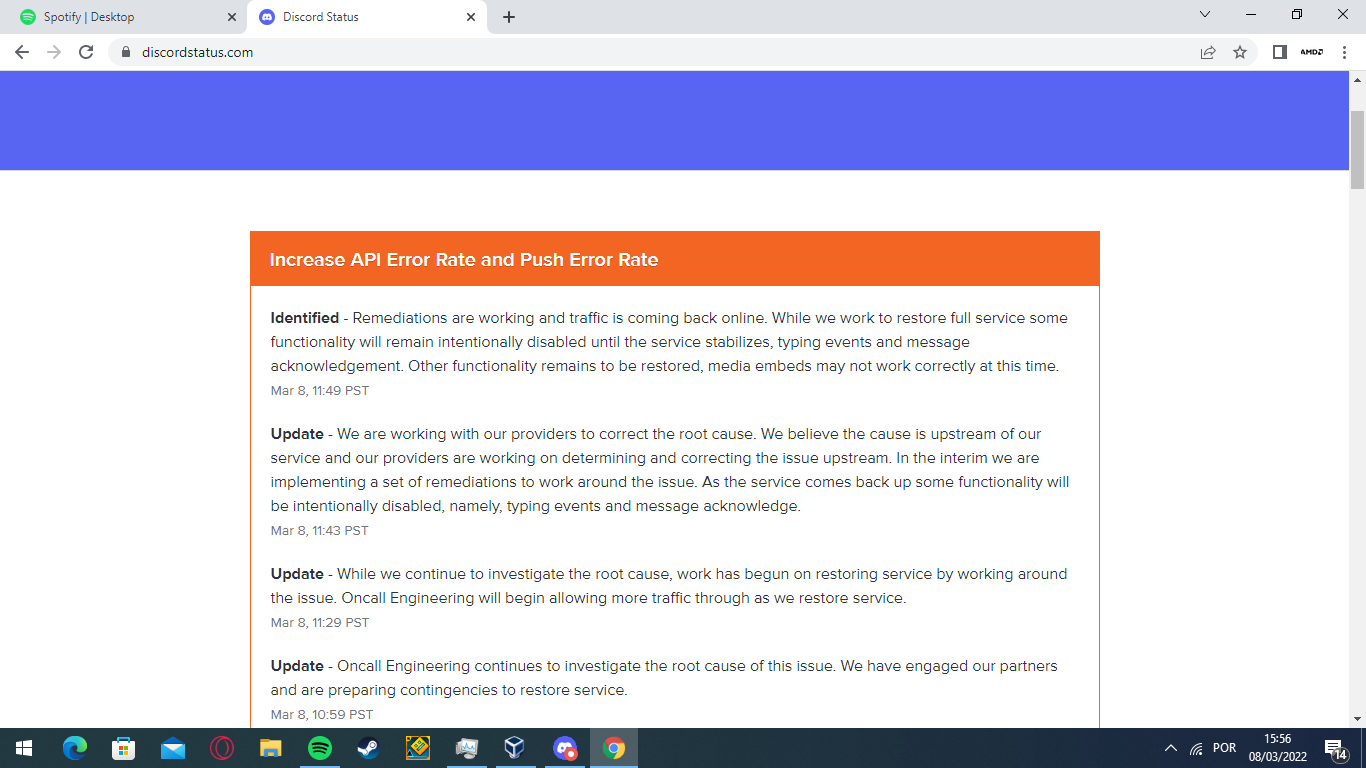 Spotify | Desktop
Discord Status
discordstatus.com
AMD
Increase API Error Rate and Push Error Rate
Identified - Remediations are working and traffic is coming back online. While we work to restore full service some
functionality will remain intentionally disabled until the service stabilizes, typing events and message
acknowledgement. Other functionality remains to be restored, media embeds may not work correctly at this time.
Mar 8, 11:49 PST
Update - We are working with our providers to correct the root cause. We believe the cause is upstream of our
service and our providers are working on determining and correcting the issue upstream. In the interim we are
implementing a set of remediations to work around the issue. As the service comes back up some functionality will
be intentionally disabled, namely, typing events and message acknowledge.
Mar 8, 11:43 PST
Update - While we continue to investigate the root cause, work has begun on restoring service by working around
the issue. Oncall Engineering will begin allowing more traffic through as we restore service.
Mar 8, 11:29 PST
Update - Oncall Engineering continues to investigate the root cause of this issue. We have engaged our partners
and are preparing contingencies to restore service.
Mar 8, 10:59 PST
POR
15:56
08/03/2022
14